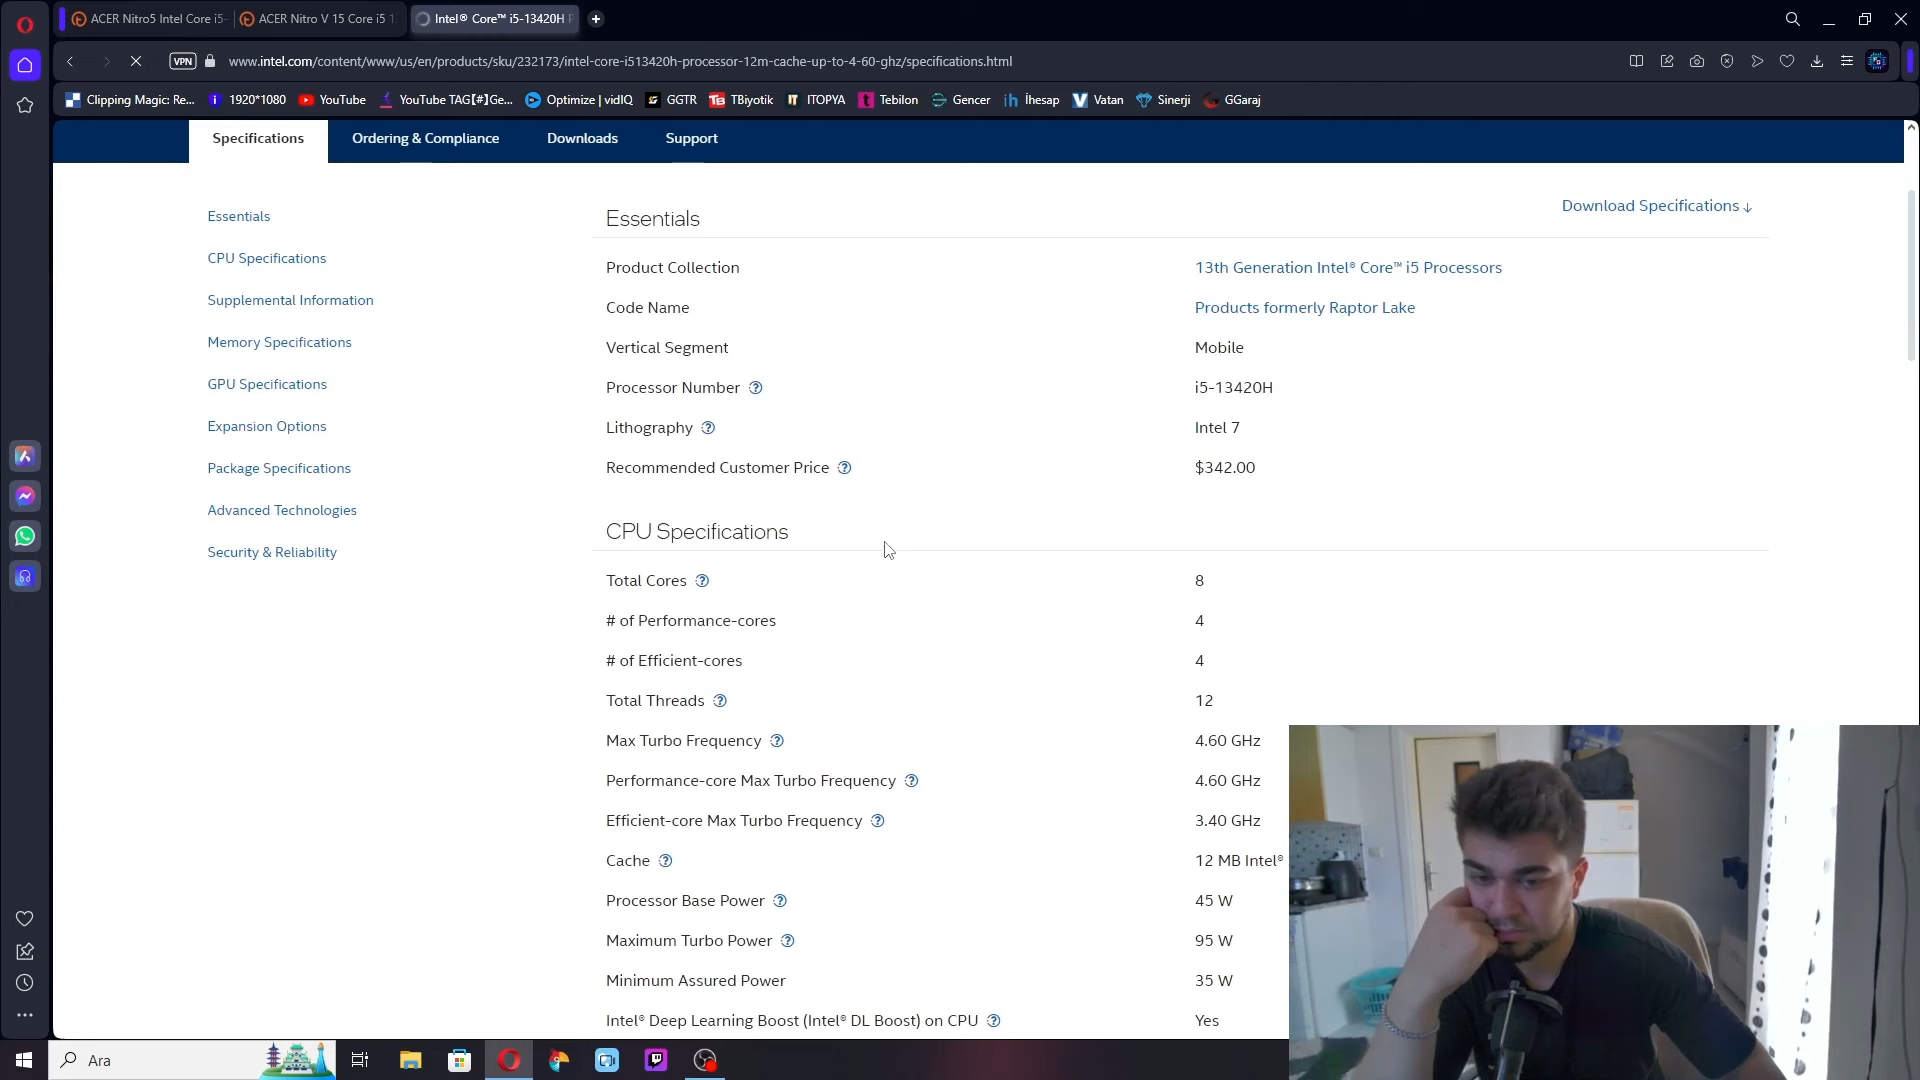 ACER Nitro5 Intel Core i5-
ACER Nitro V 15 Core i5 1
Intel® Core™ i5-13420H P
VPN
www.intel.com/content/www/us/en/products/sku/232173/intel-core-i513420h-processor-12m-cache-up-to-4-60-ghz/specifications.html
Clipping Magic: Re...
1920*1080
YouTube
YouTube TAG【#】Ge...
Optimize | vidIQ
GGTR
TBiyotik
ITOPYA
Tebilon
Gencer
İhesap
Vatan
Sinerji
GGaraj
Specifications
Ordering & Compliance
Downloads
Support
Essentials
CPU Specifications
Supplemental Information
Memory Specifications
GPU Specifications
Expansion Options
Package Specifications
Advanced Technologies
Security & Reliability
Download Specifications ↓
Essentials
Product Collection 13th Generation Intel® Core™ i5 Processors
Code Name Products formerly Raptor Lake
Vertical Segment Mobile
Processor Number i5-13420H
Lithography Intel 7
Recommended Customer Price $342.00
CPU Specifications
Total Cores 8
# of Performance-cores 4
# of Efficient-cores 4
Total Threads 12
Max Turbo Frequency 4.60 GHz
Performance-core Max Turbo Frequency 4.60 GHz
Efficient-core Max Turbo Frequency 3.40 GHz
Cache 12 MB Intel®
Processor Base Power 45 W
Maximum Turbo Power 95 W
Minimum Assured Power 35 W
Intel® Deep Learning Boost (Intel® DL Boost) on CPU Yes
Ara